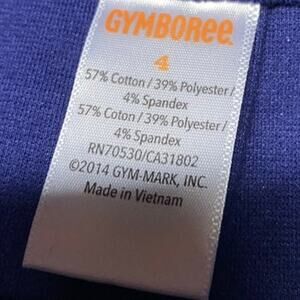 GYMBOREE
4
57% Cotton / 39% Polyester /
4% Spandex
57% Cotton / 39% Polyester /
4% Spandex
RN70530/CA31802
©2014 GYM-MARK, INC.
Made in Vietnam